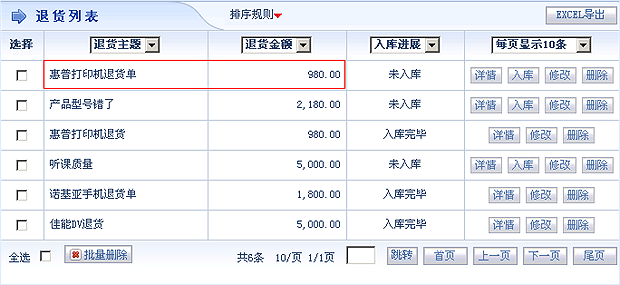 退货列表 排序规则 EXCEL导出
选择 退货主题 退货金额 入库进展 每页显示10条
惠普打印机退货单 980.00 未入库 详情 入库 修改 删除
产品型号错了 2,180.00 未入库 详情 入库 修改 删除
惠普打印机退货 980.00 入库完毕 详情 修改 删除
听课质量 5,000.00 未入库 详情 入库 修改 删除
诺基亚手机退货单 1,800.00 入库完毕 详情 修改 删除
佳能DV退货 5,000.00 入库完毕 详情 修改 删除
全选 批量删除 共6条 10/页 1/1页 跳转 首页 上一页 下一页 尾页